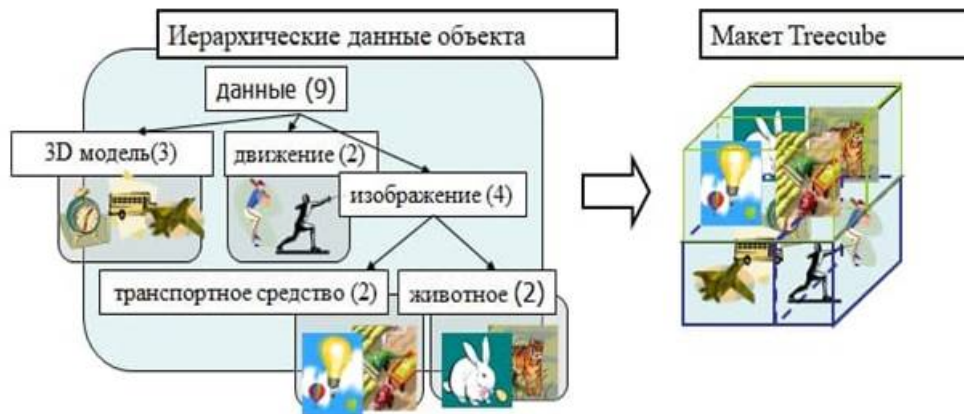 Иерархические данные объекта
Макет Treecube
данные (9)
3D модель(3)
движение (2)
изображение (4)
транспортное средство (2)
животное (2)